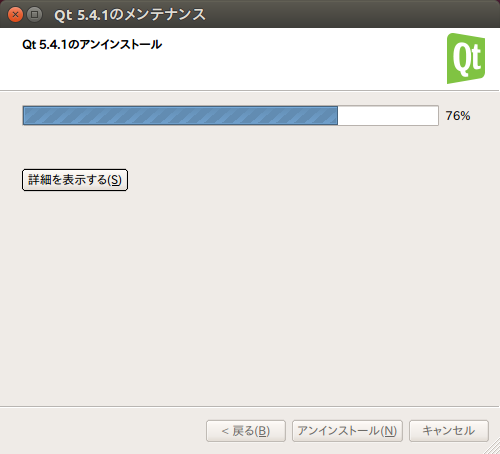 Qt 5.4.1のメンテナンス
Qt 5.4.1のアンインストール
Qt
76%
詳細を表示する(S)
< 戻る(B)
アンインストール(N)
キャンセル